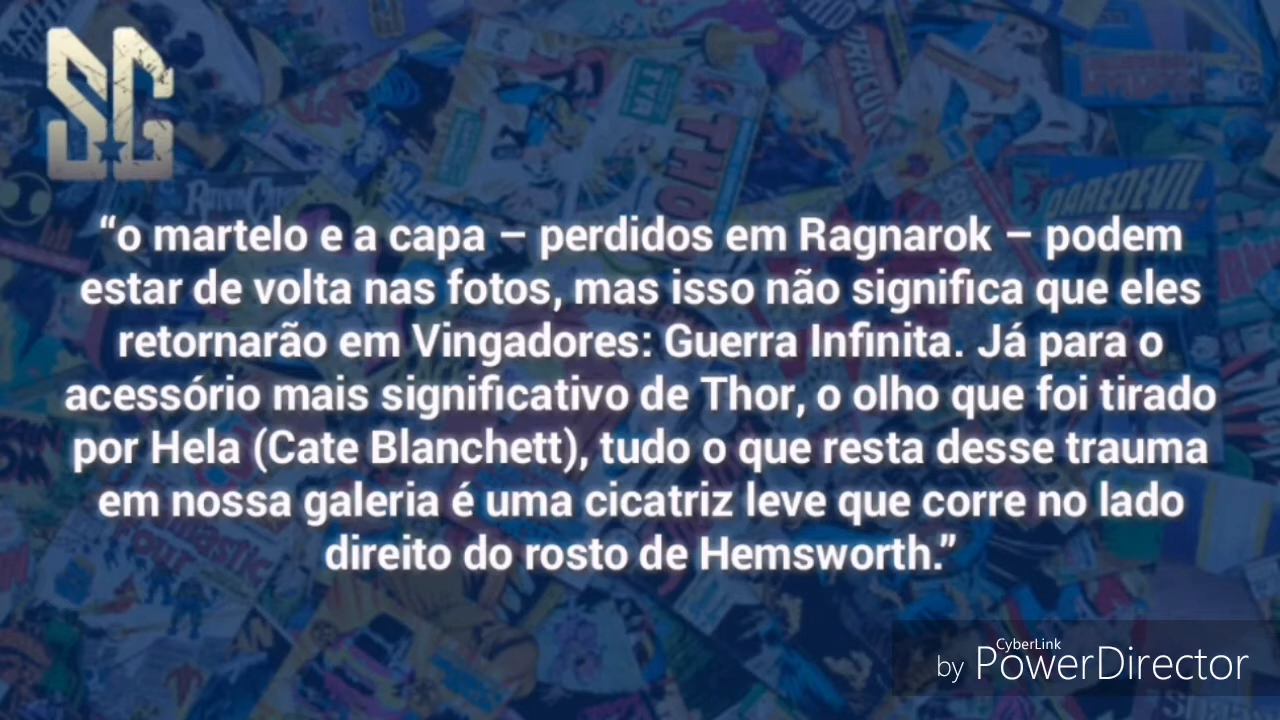 SG
“o martelo e a capa – perdidos em Ragnarok – podem
estar de volta nas fotos, mas isso não significa que eles
retornarão em Vingadores: Guerra Infinita. Já para o
acessório mais significativo de Thor, o olho que foi tirado
por Hela (Cate Blanchett), tudo o que resta desse trauma
em nossa galeria é uma cicatriz leve que corre no lado
direito do rosto de Hemsworth.”
DAREDEVIL
CyberLink
by PowerDirector